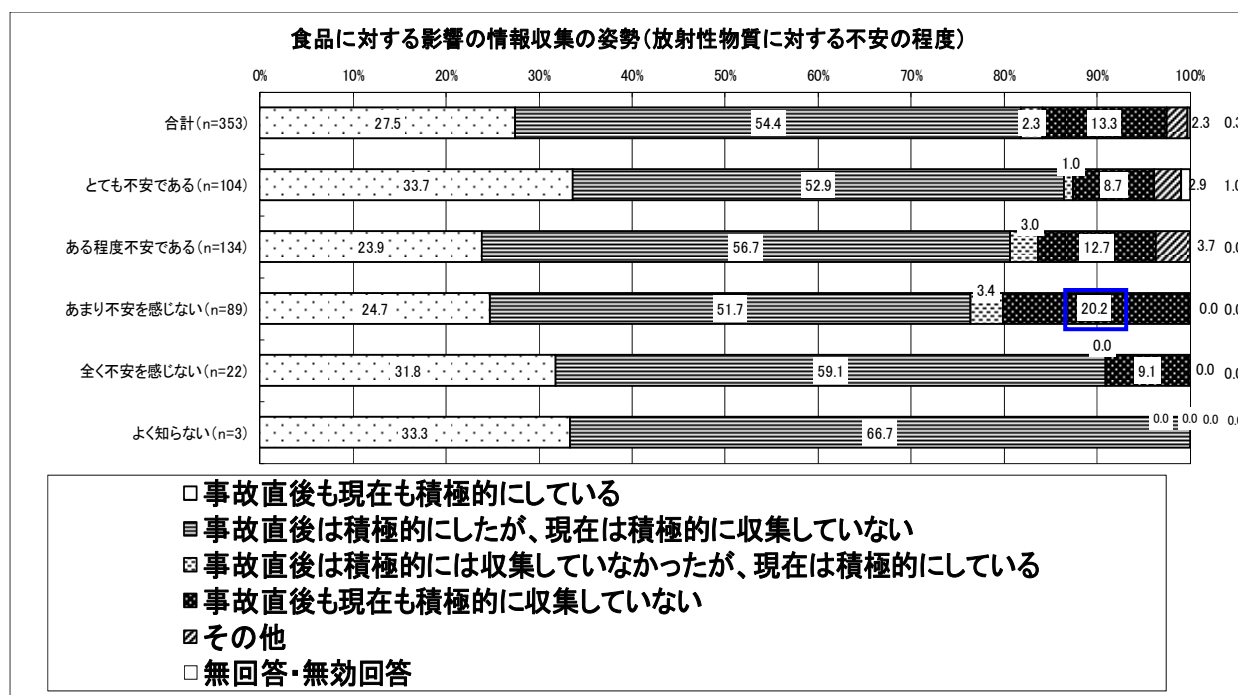 食品に対する影響の情報収集の姿勢（放射性物質に対する不安の程度）
0% 10% 20% 30% 40% 50% 60% 70% 80% 90% 100%
合計(n=353) 27.5 54.4 2.3 13.3 2.3 0.3
とても不安である(n=104) 33.7 52.9 1.0 8.7 2.9 1.0
ある程度不安である(n=134) 23.9 56.7 3.0 12.7 3.7 0.0
あまり不安を感じない(n=89) 24.7 51.7 3.4 20.2 0.0 0.0
全く不安を感じない(n=22) 31.8 59.1 0.0 9.1 0.0 0.0
よく知らない(n=3) 33.3 66.7 0.0 0.0 0.0 0.0
事故直後も現在も積極的にしている
事故直後は積極的にしたが、現在は積極的に収集していない
事故直後は積極的には収集していなかったが、現在は積極的にしている
事故直後も現在も積極的に収集していない
その他
無回答・無効回答